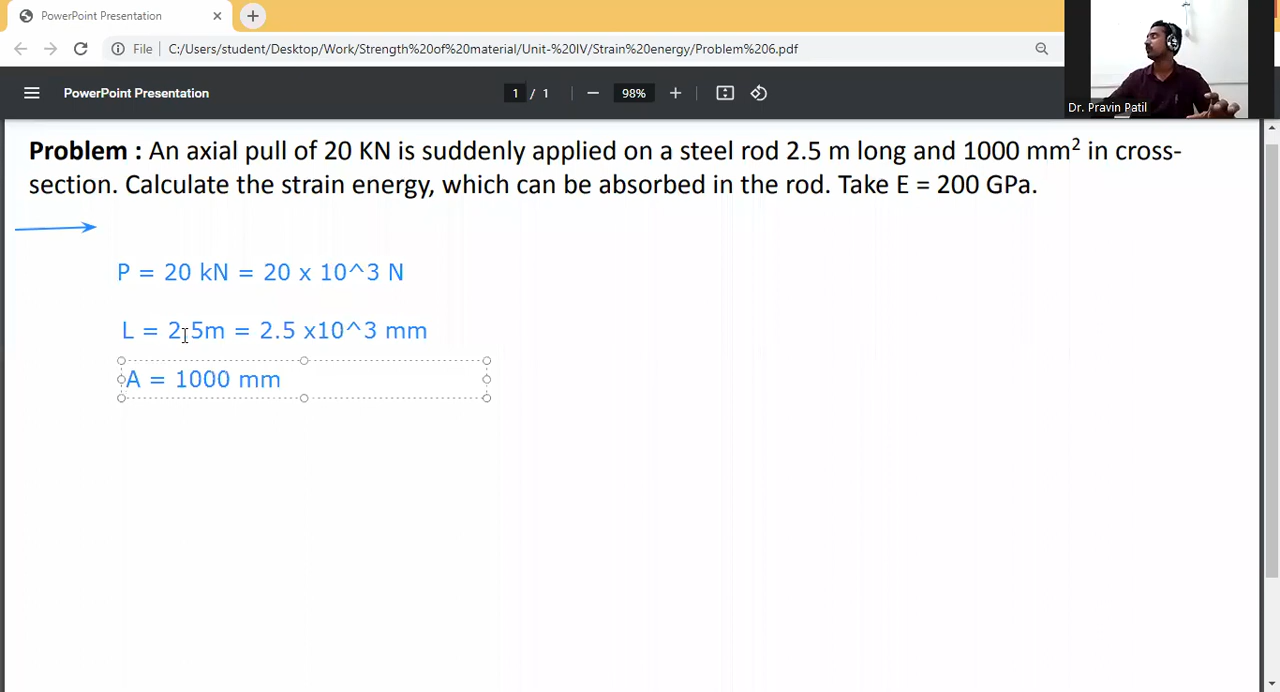 PowerPoint Presentation
File C:/Users/student/Desktop/Work/Strength%20of%20material/Unit-%20IV/Strain%20energy/Problem%206.pdf
PowerPoint Presentation 1 / 1 98%
Dr. Pravin Patil
Problem : An axial pull of 20 KN is suddenly applied on a steel rod 2.5 m long and 1000 mm² in cross-
section. Calculate the strain energy, which can be absorbed in the rod. Take E = 200 GPa.
P = 20 kN = 20 x 10^3 N
L = 2.5m = 2.5 x10^3 mm
A = 1000 mm